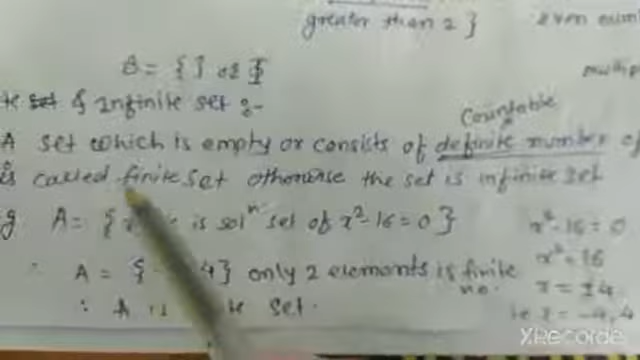 greater than 2 }
even num
B = { } or Φ
multip
& Infinite set :-
Countable
A set which is empty or consists of definite number of
is called finite set otherwise the set is infinite set
A = { is solⁿ set of x²-16=0 }
x²-16=0
∴ A = { 4 } only 2 elements is finite no.
x²=16
x=±4
∴ A is set.
ie x=-4,4
XRecorder